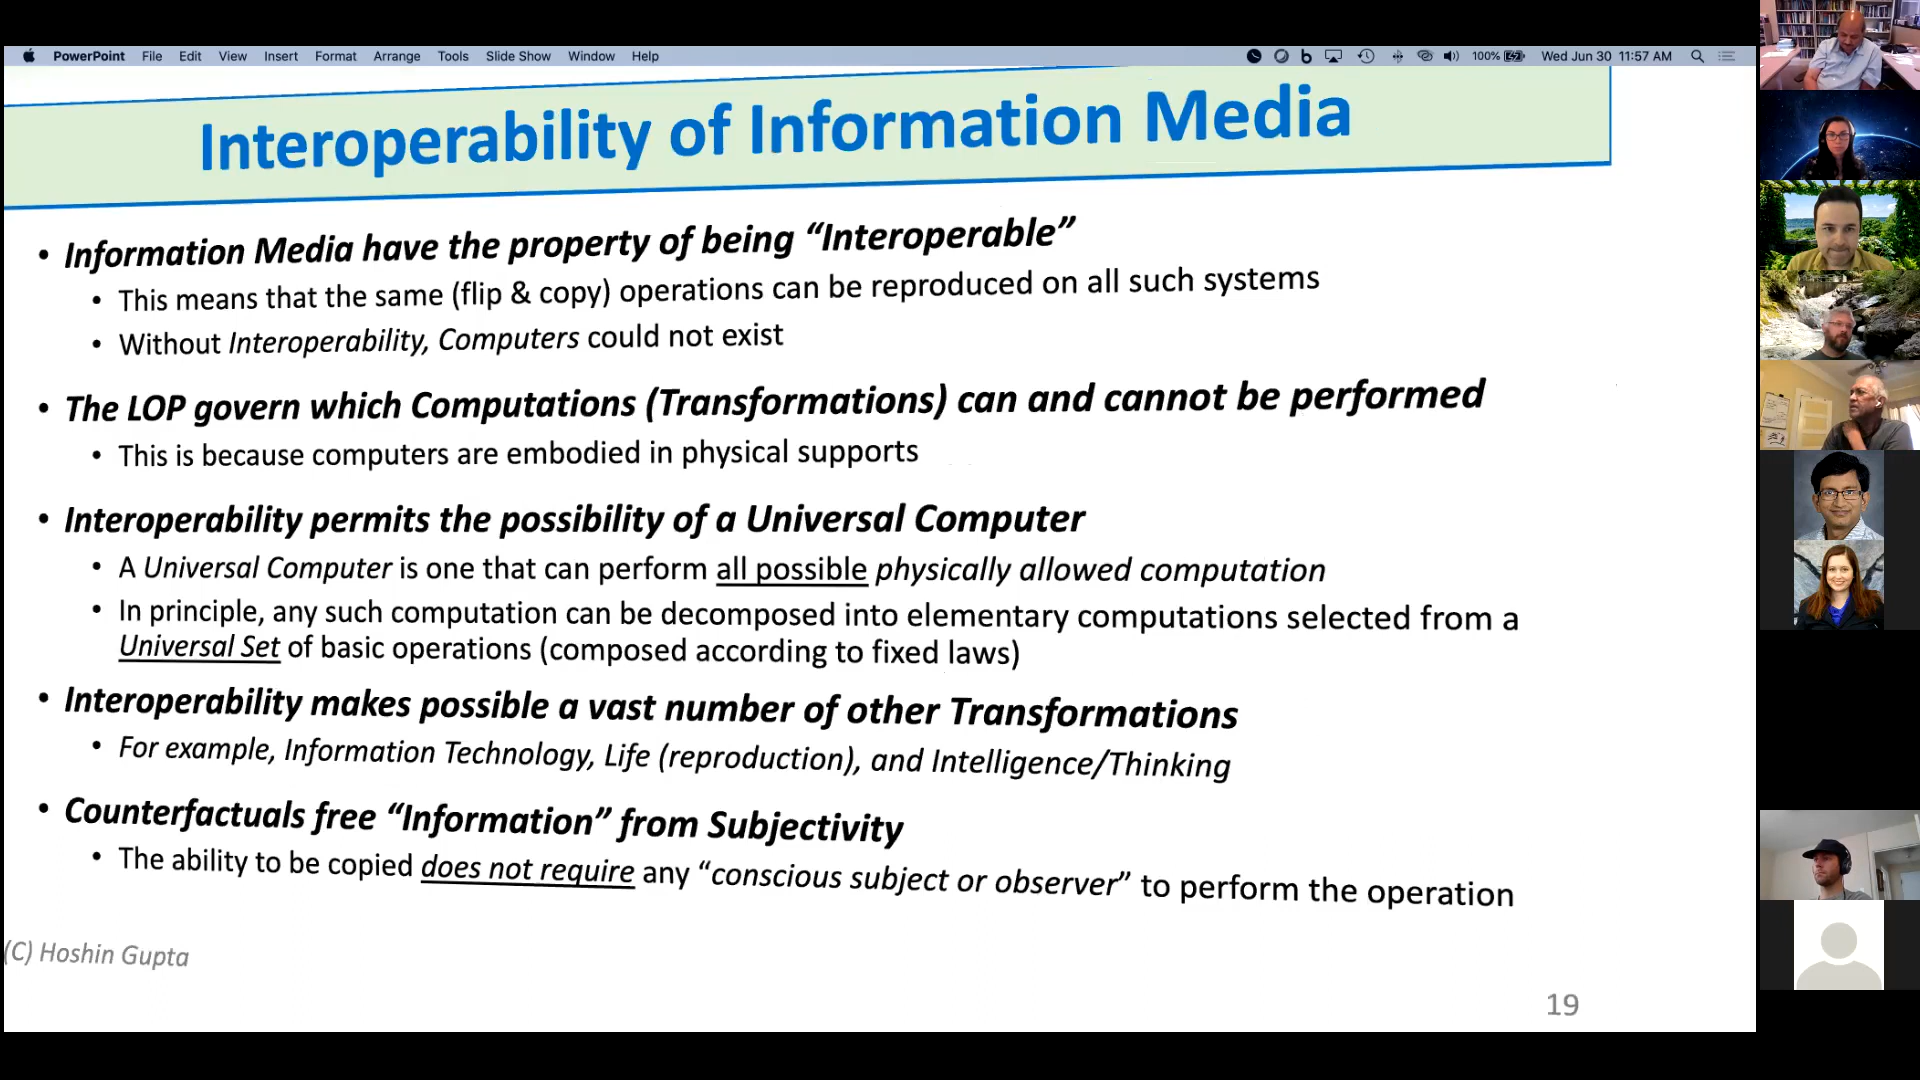 PowerPoint File Edit View Insert Format Arrange Tools Slide Show Window Help 100% Wed Jun 30 11:57 AM
Interoperability of Information Media
• Information Media have the property of being “Interoperable”
• This means that the same (flip & copy) operations can be reproduced on all such systems
• Without Interoperability, Computers could not exist
• The LOP govern which Computations (Transformations) can and cannot be performed
• This is because computers are embodied in physical supports
• Interoperability permits the possibility of a Universal Computer
• A Universal Computer is one that can perform all possible physically allowed computation
• In principle, any such computation can be decomposed into elementary computations selected from a
Universal Set of basic operations (composed according to fixed laws)
• Interoperability makes possible a vast number of other Transformations
• For example, Information Technology, Life (reproduction), and Intelligence/Thinking
• Counterfactuals free “Information” from Subjectivity
• The ability to be copied does not require any “conscious subject or observer” to perform the operation
(C) Hoshin Gupta
19